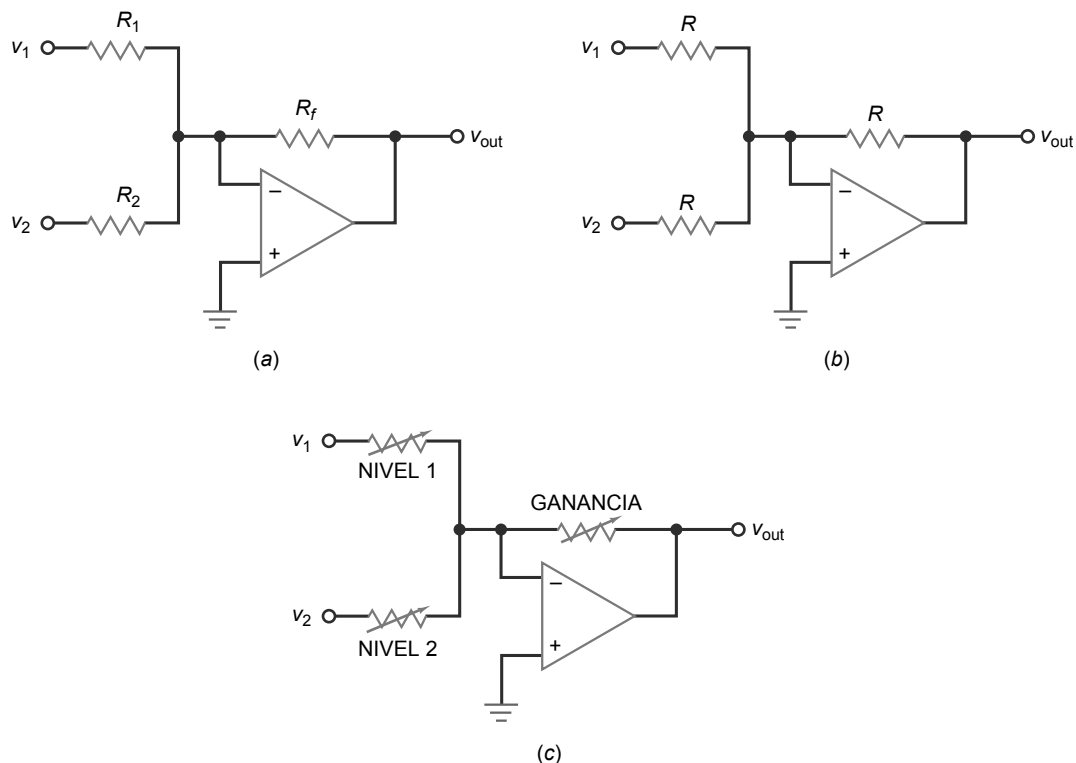 R1
v1
Rf
vout
R2
v2
−
+
(a)
R
v1
R
vout
R
v2
−
+
(b)
v1
NIVEL 1
GANANCIA
vout
v2
NIVEL 2
−
+
(c)